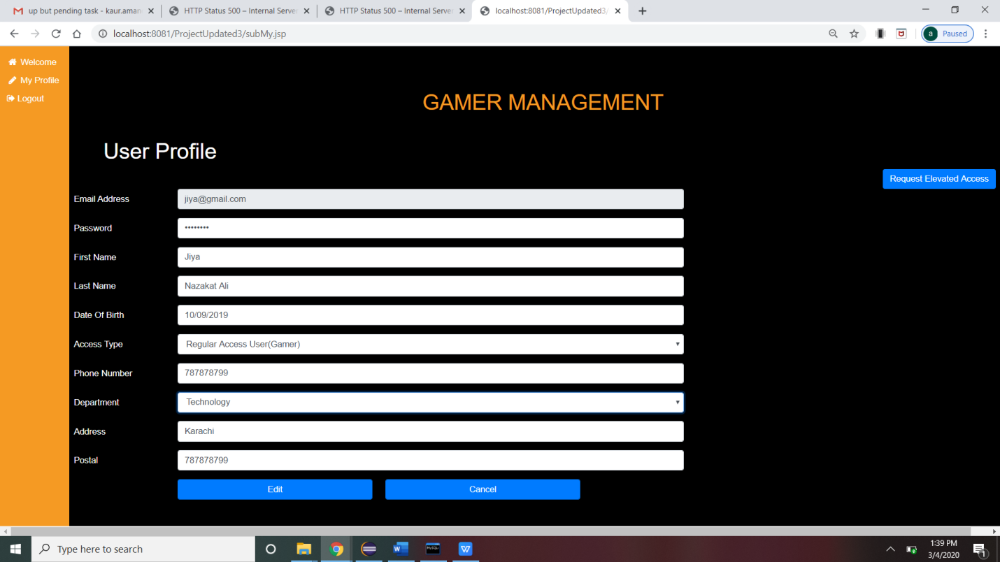 up but pending task - kaur.aman
HTTP Status 500 – Internal Server
HTTP Status 500 – Internal Server
localhost:8081/ProjectUpdated3/
localhost:8081/ProjectUpdated3/subMy.jsp
a Paused
Welcome
My Profile
Logout
GAMER MANAGEMENT
User Profile
Request Elevated Access
Email Address jiya@gmail.com
Password ••••••••
First Name Jiya
Last Name Nazakat Ali
Date Of Birth 10/09/2019
Access Type Regular Access User(Gamer)
Phone Number 787878799
Department Technology
Address Karachi
Postal 787878799
Edit Cancel
Type here to search
1:39 PM
3/4/2020
1